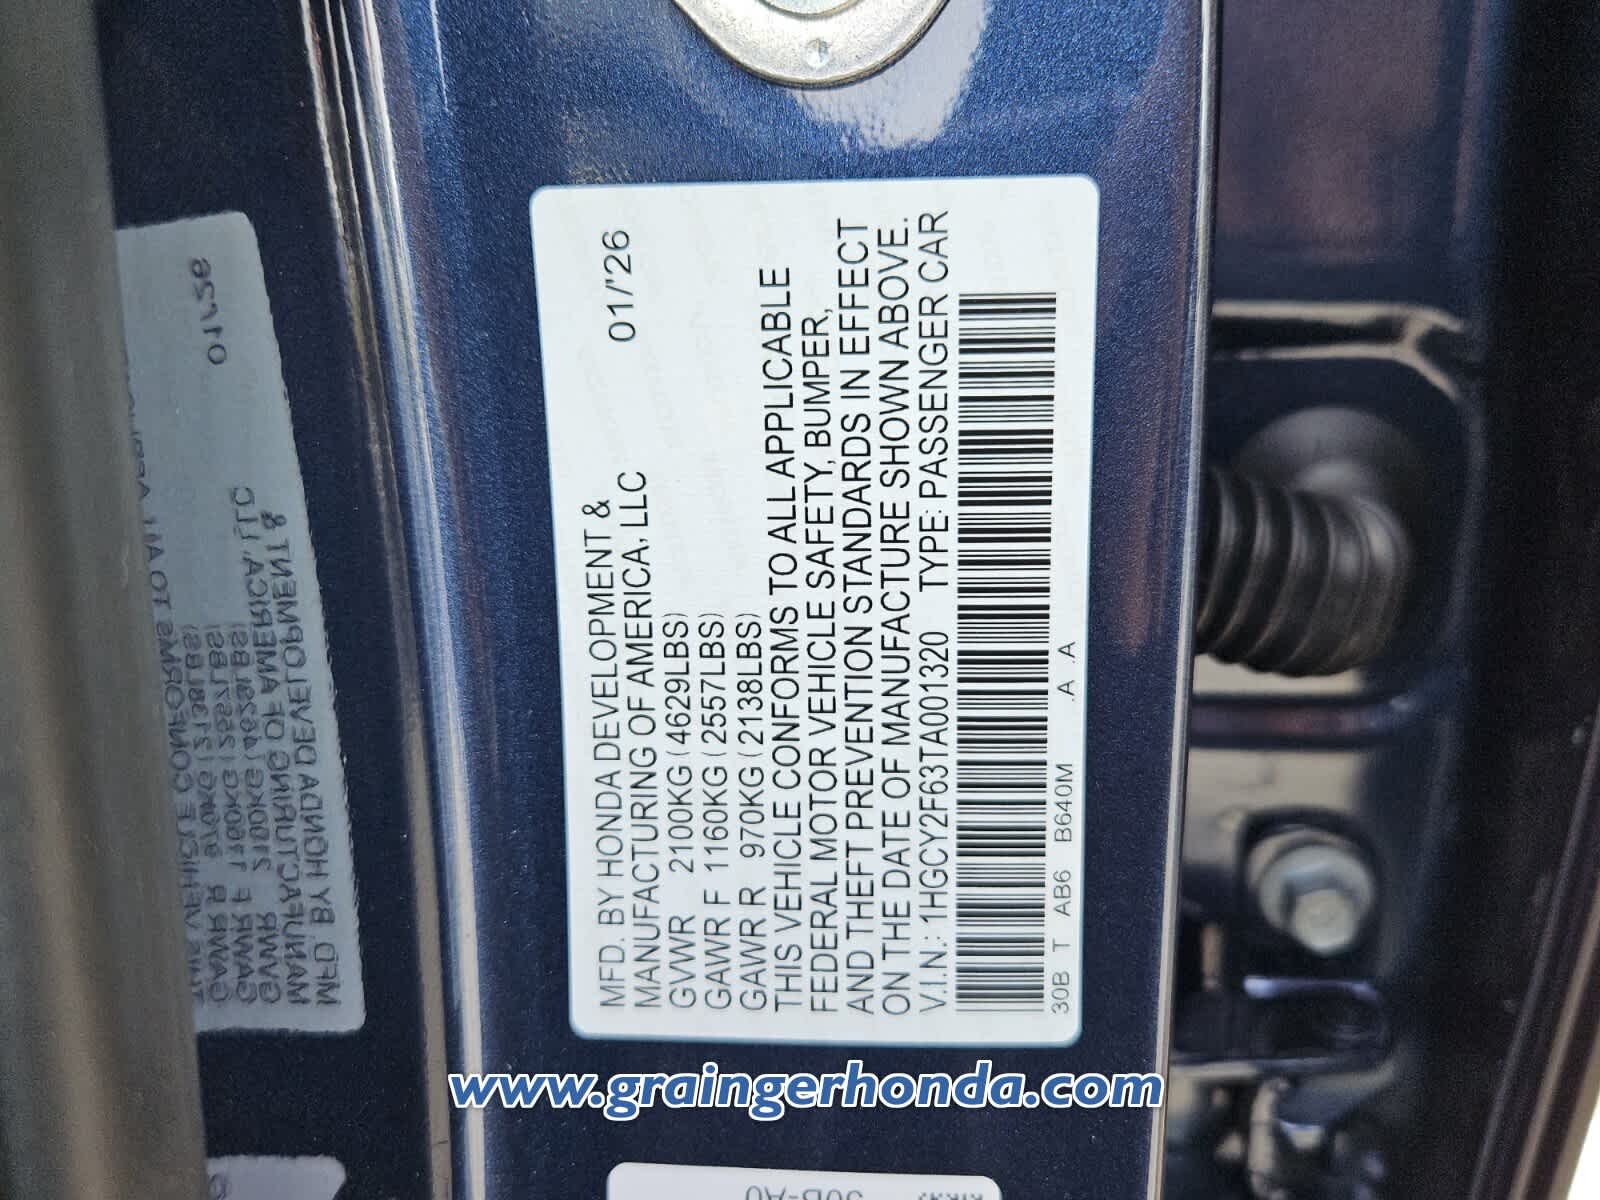 MFD. BY HONDA DEVELOPMENT &
MANUFACTURING OF AMERICA, LLC 01/'26
GVWR 2100KG (4629LBS)
GAWR F 1160KG (2557LBS)
GAWR R 970KG (2138LBS)
THIS VEHICLE CONFORMS TO ALL APPLICABLE
FEDERAL MOTOR VEHICLE SAFETY, BUMPER,
AND THEFT PREVENTION STANDARDS IN EFFECT
ON THE DATE OF MANUFACTURE SHOWN ABOVE.
V.I.N.: 1HGCY2F63TA001320 TYPE: PASSENGER CAR
30B T AB6 B640M .A .A
www.graingerhonda.com
30B-A0